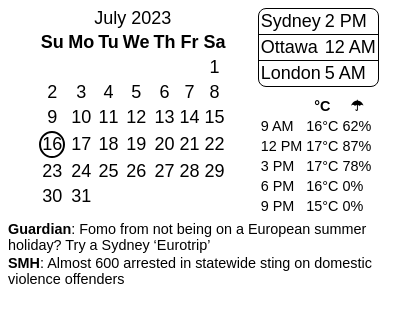 July 2023
Su Mo Tu We Th Fr Sa
1
2 3 4 5 6 7 8
9 10 11 12 13 14 15
16 17 18 19 20 21 22
23 24 25 26 27 28 29
30 31
Sydney 2 PM
Ottawa 12 AM
London 5 AM
°C ☂
9 AM 16°C 62%
12 PM 17°C 87%
3 PM 17°C 78%
6 PM 16°C 0%
9 PM 15°C 0%
Guardian: Fomo from not being on a European summer
holiday? Try a Sydney ‘Eurotrip’
SMH: Almost 600 arrested in statewide sting on domestic
violence offenders